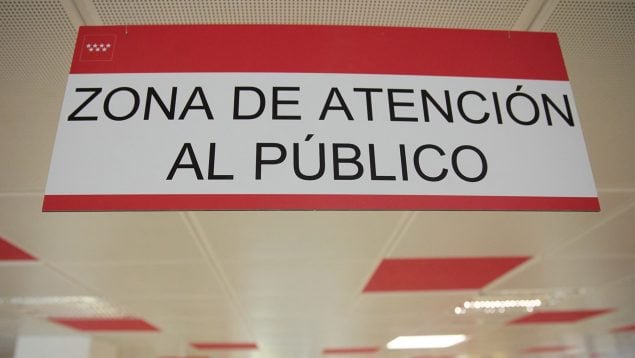 ZONA DE ATENCIÓN
AL PÚBLICO